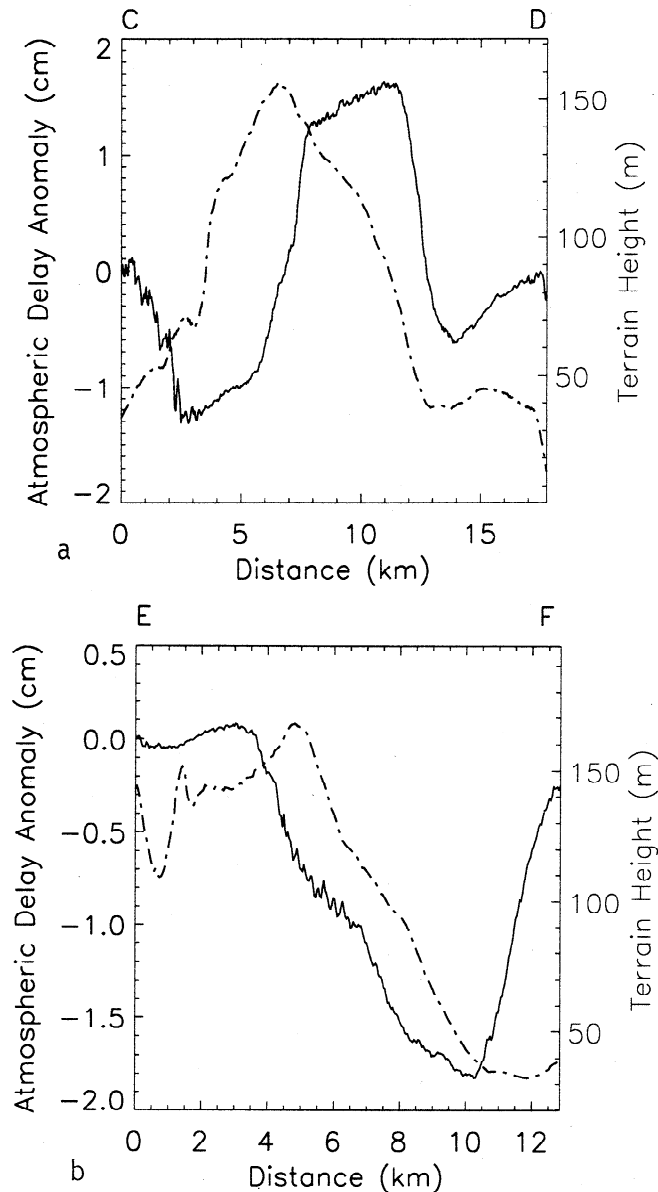 C D
Atmospheric Delay Anomaly (cm)
2
1
0
−1
−2
150
100
50
Terrain Height (m)
0 5 10 15
a
Distance (km)
E F
Atmospheric Delay Anomaly (cm)
0.5
0.0
−0.5
−1.0
−1.5
−2.0
150
100
50
Terrain Height (m)
0 2 4 6 8 10 12
b
Distance (km)